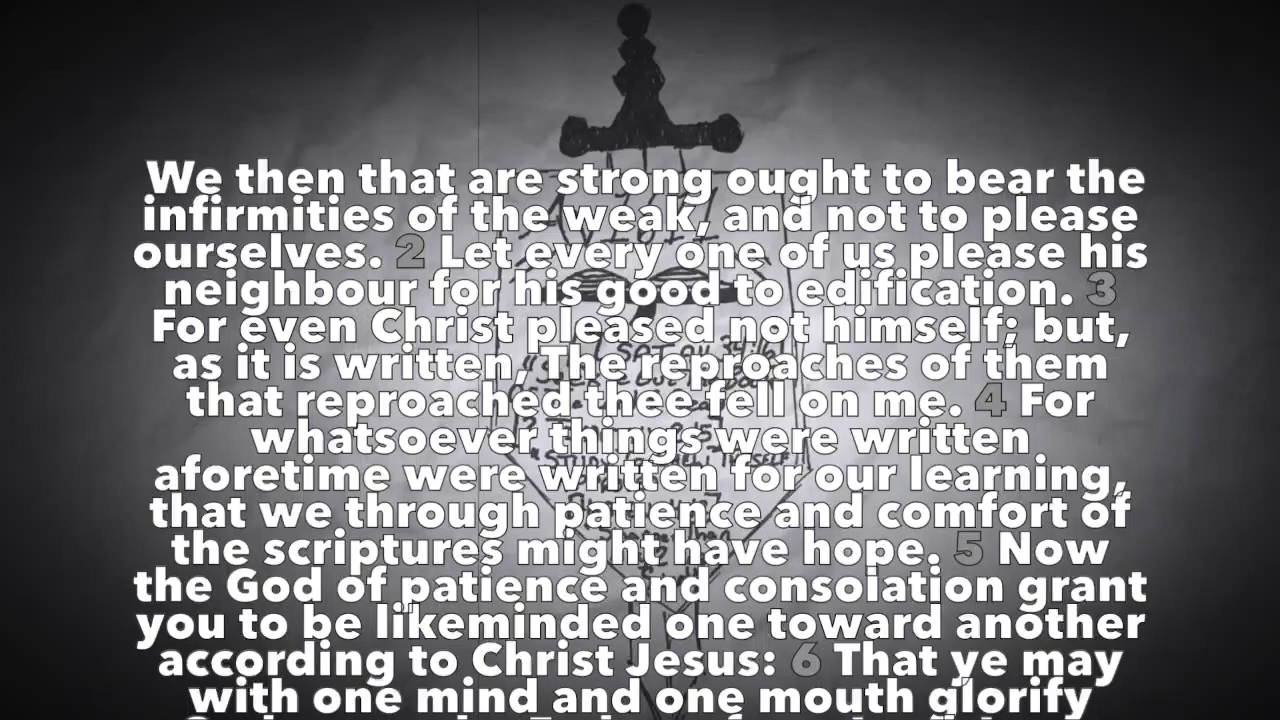 We then that are strong ought to bear the
infirmities of the weak, and not to please
ourselves. 2 Let every one of us please his
neighbour for his good to edification. 3
For even Christ pleased not himself; but,
as it is written, The reproaches of them
that reproached thee fell on me. 4 For
whatsoever things were written
aforetime were written for our learning,
that we through patience and comfort of
the scriptures might have hope. 5 Now
the God of patience and consolation grant
you to be likeminded one toward another
according to Christ Jesus: 6 That ye may
with one mind and one mouth glorify